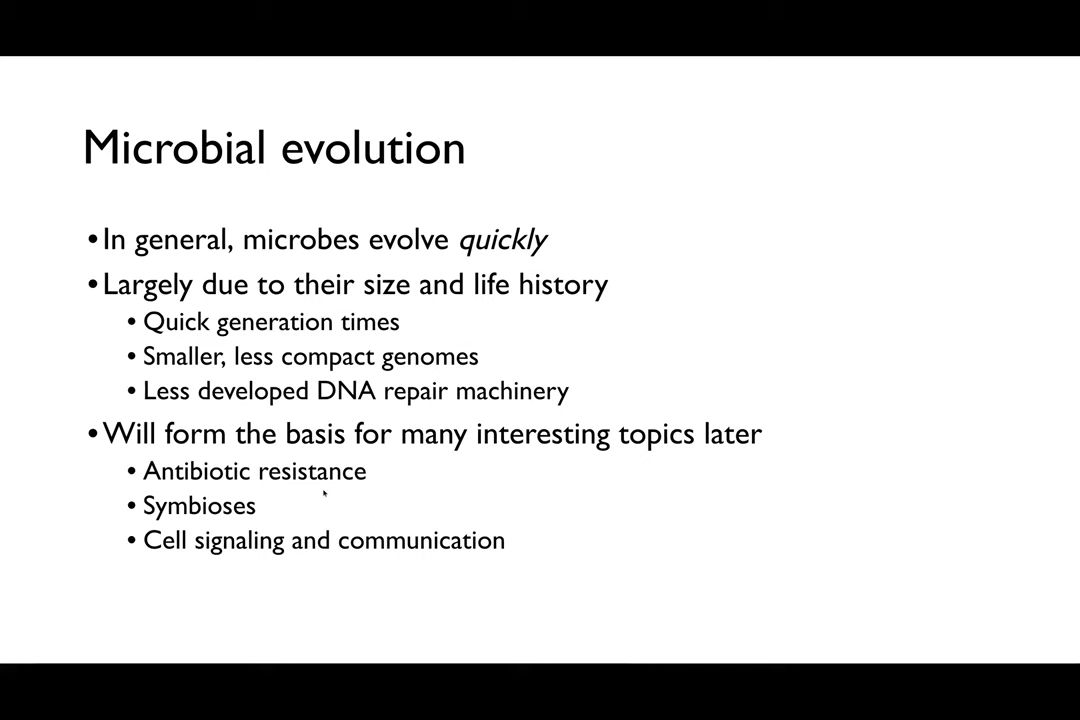 Microbial evolution
•In general, microbes evolve quickly
•Largely due to their size and life history
• Quick generation times
• Smaller, less compact genomes
• Less developed DNA repair machinery
•Will form the basis for many interesting topics later
• Antibiotic resistance
• Symbioses
• Cell signaling and communication